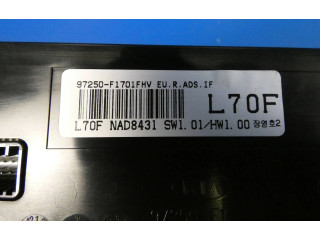 97250-F1701FHV EU.R.ADS.IF
L70F
L70F NAD8431 SW1.01/HW1.00 장영호2